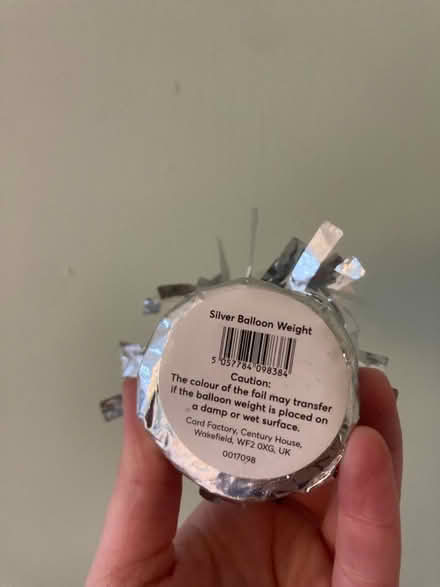 Silver Balloon Weight
5 057784 098384
Caution:
The colour of the foil may transfer
if the balloon weight is placed on
a damp or wet surface.
Card Factory, Century House,
Wakefield, WF2 0XG, UK
0017098